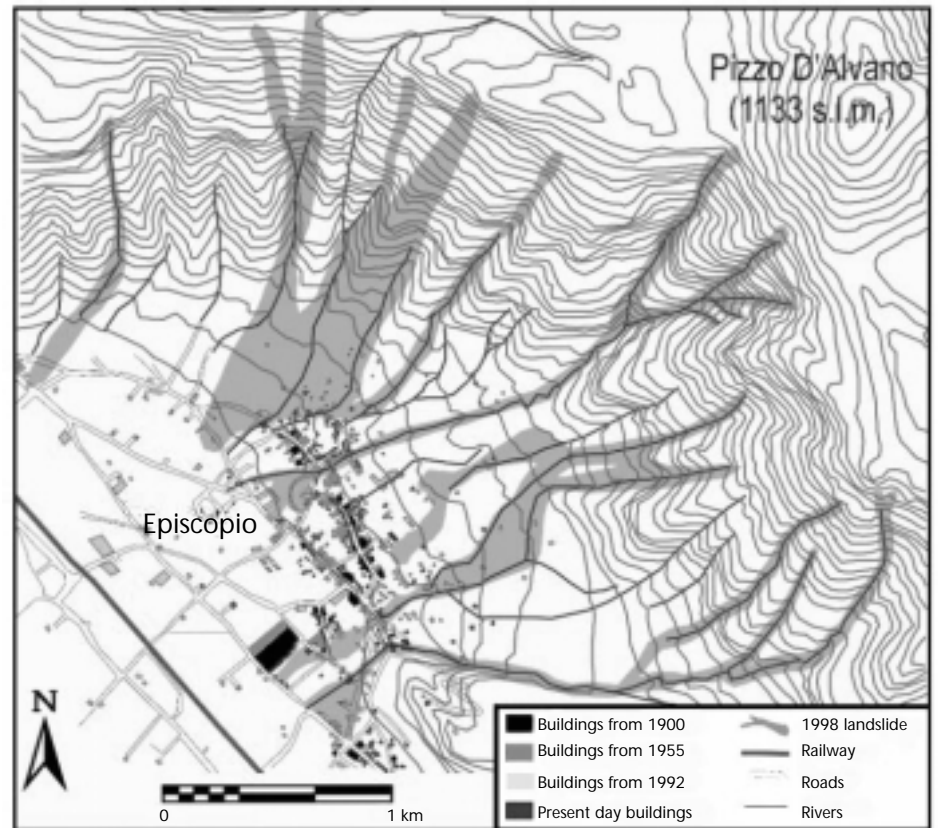 Pizzo D'Alvano
(1133 s.l.m.)
Episcopio
N
0
1 km
Buildings from 1900
Buildings from 1955
Buildings from 1992
Present day buildings
1998 landslide
Railway
Roads
Rivers